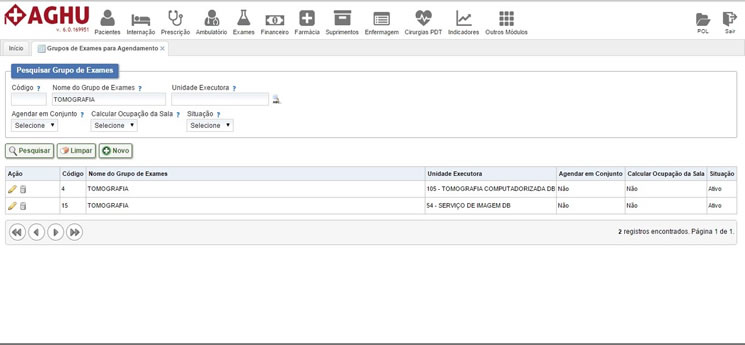 AGHU
v. 6.0.169951
Pacientes Internação Prescrição Ambulatório Exames Financeiro Farmácia Suprimentos Enfermagem Cirurgias PDT Indicadores Outros Módulos POL Sair
Início Grupos de Exames para Agendamento ×
Pesquisar Grupo de Exames
Código ? Nome do Grupo de Exames ? Unidade Executora ?
TOMOGRAFIA
Agendar em Conjunto ? Calcular Ocupação da Sala ? Situação ?
Selecione Selecione Selecione
Pesquisar Limpar Novo
Ação Código Nome do Grupo de Exames Unidade Executora Agendar em Conjunto Calcular Ocupação da Sala Situação
4 TOMOGRAFIA 105 - TOMOGRAFIA COMPUTADORIZADA DB Não Não Ativo
15 TOMOGRAFIA 54 - SERVIÇO DE IMAGEM DB Não Não Ativo
2 registros encontrados. Página 1 de 1.